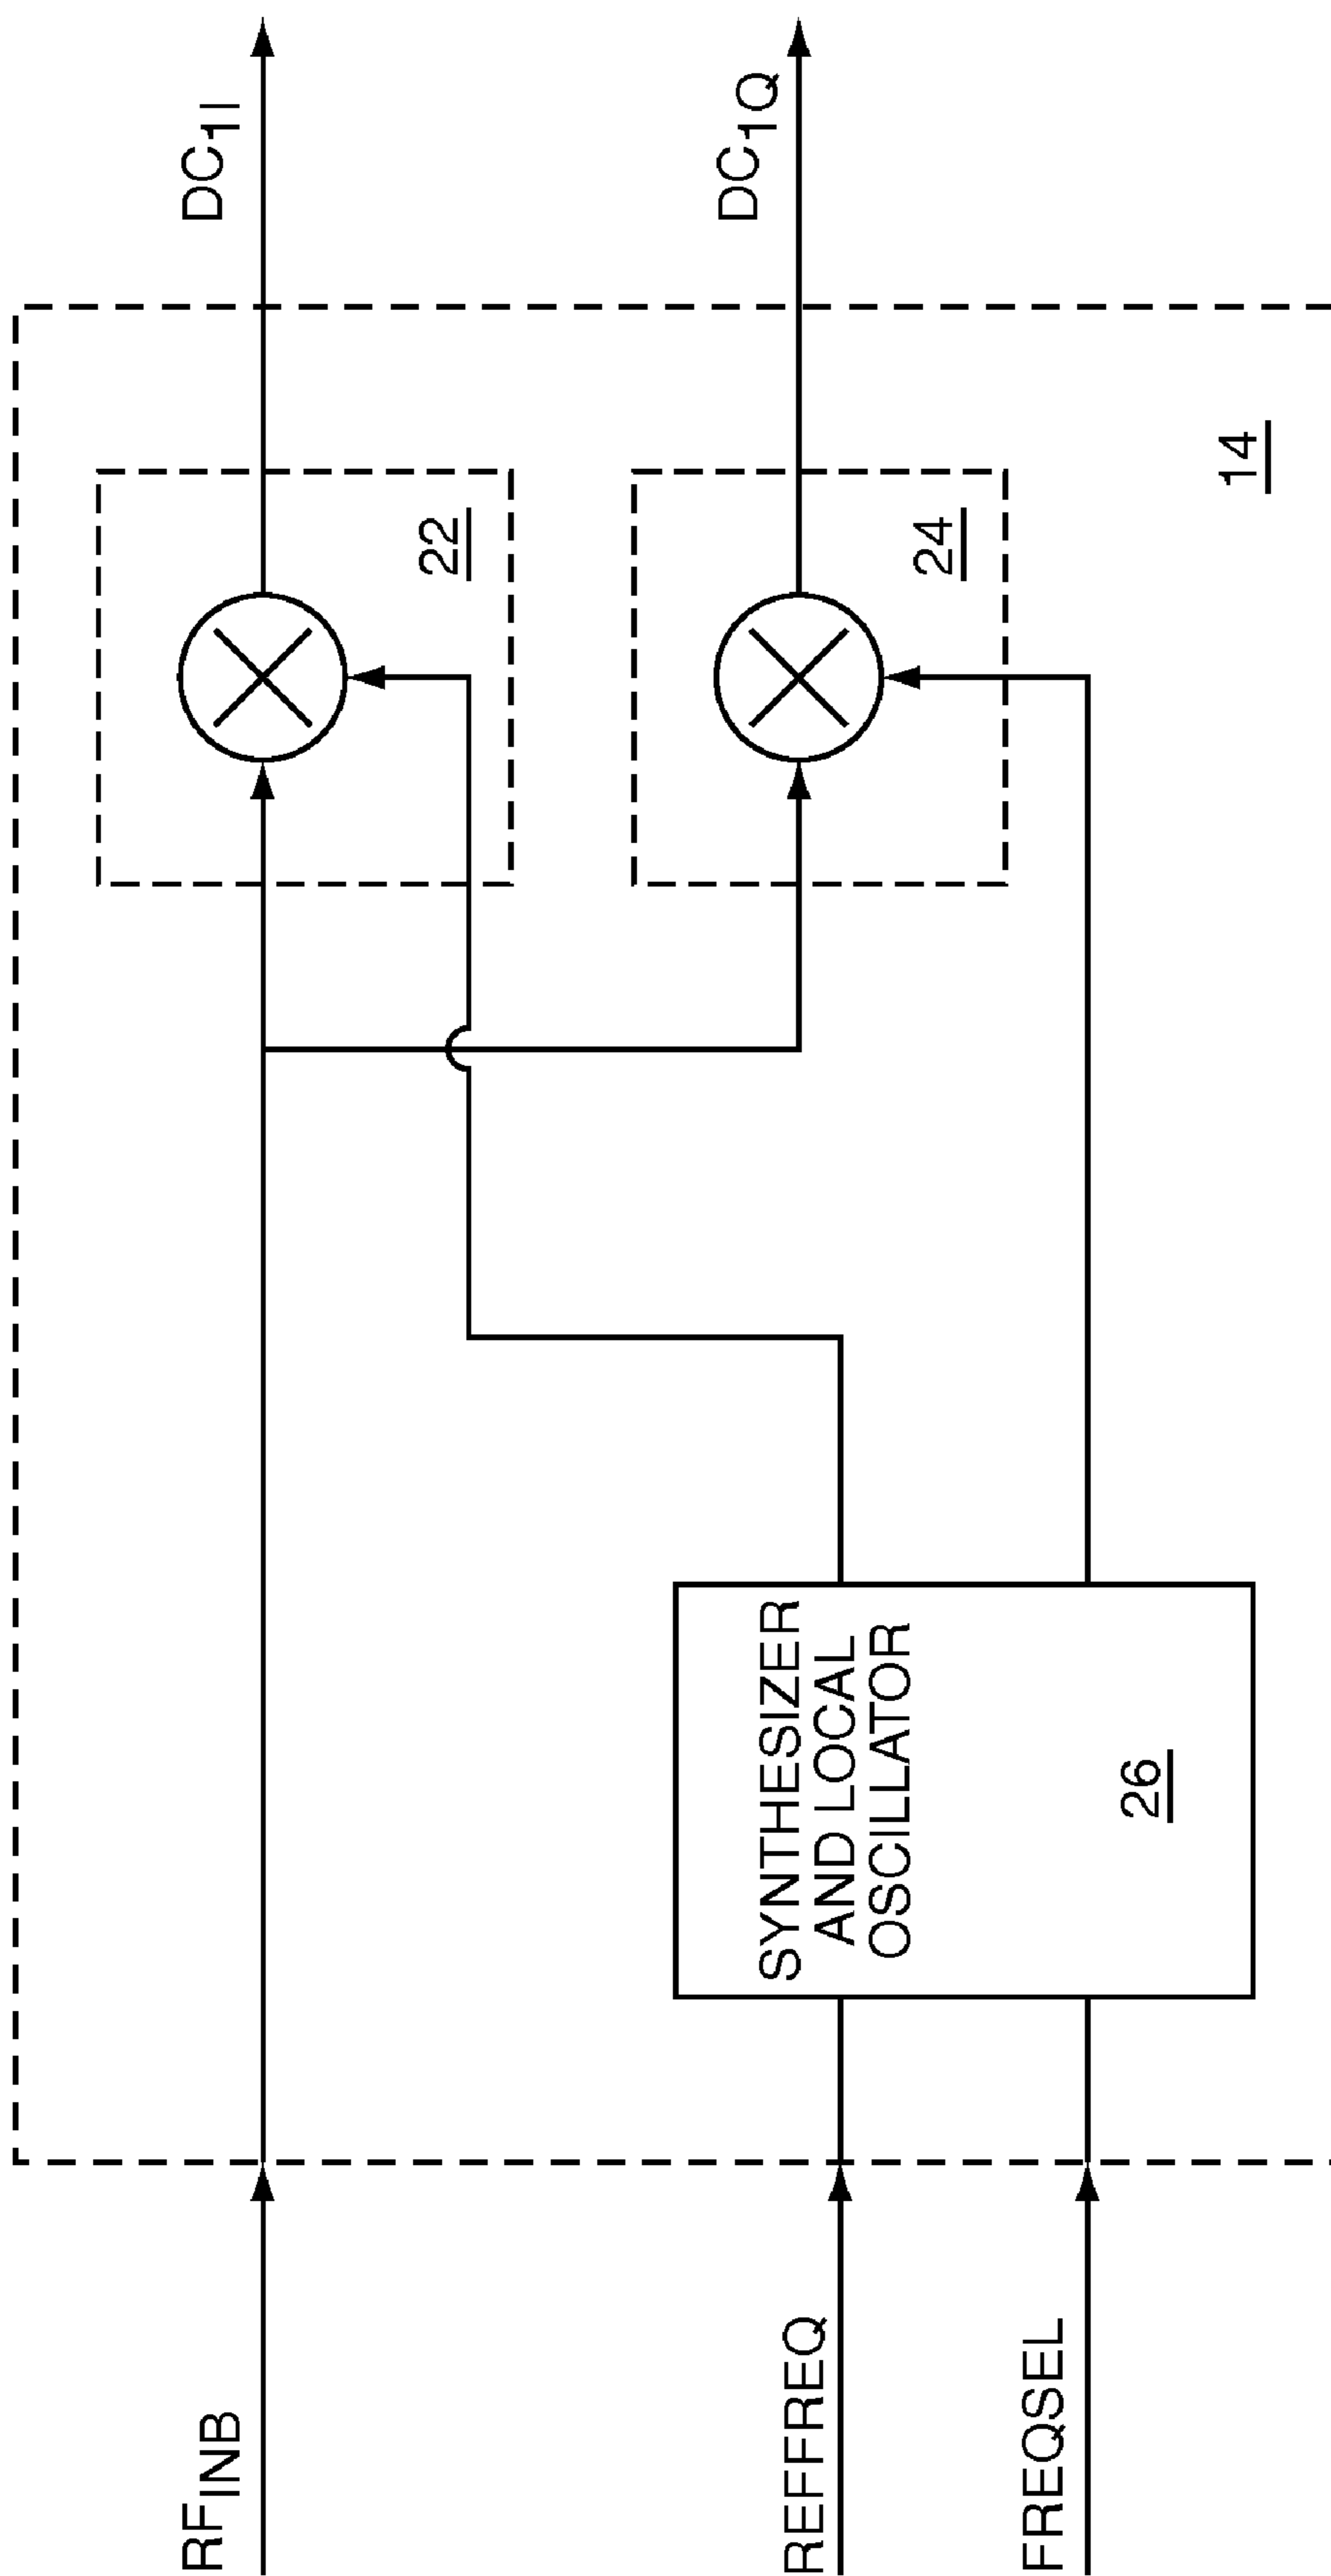 RFINB
DC1I
22
DC1Q
24
REFFREQ
SYNTHESIZER
AND LOCAL
OSCILLATOR
FREQSEL
26
14